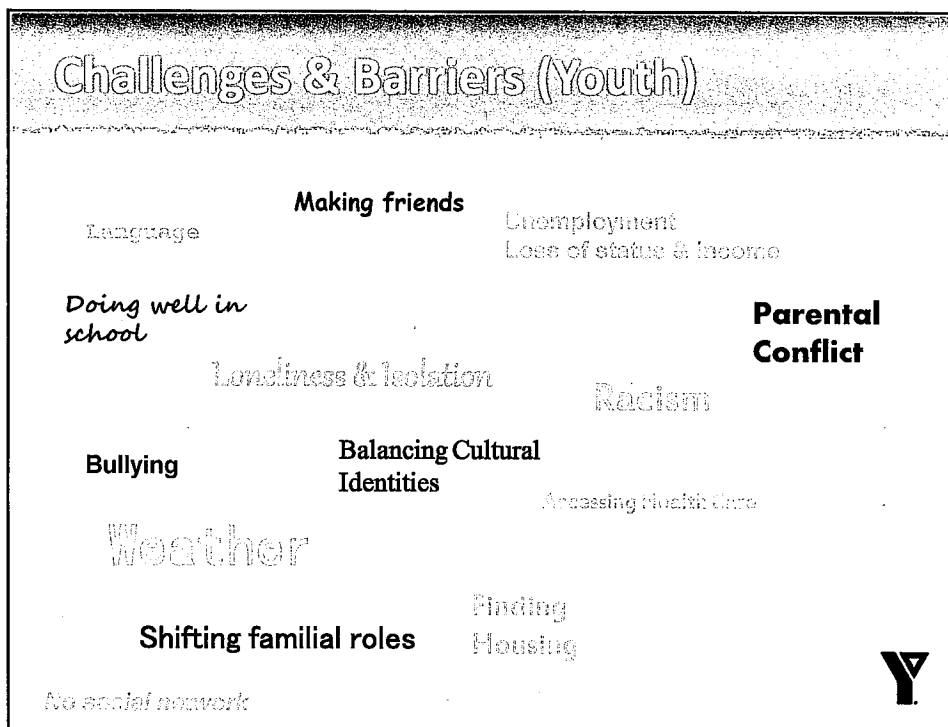 Challenges & Barriers (Youth)
Making friends
Language
Unemployment
Loss of status & income
Doing well in
school
Parental
Conflict
Loneliness & Isolation
Racism
Bullying
Balancing Cultural
Identities
Accessing Health Care
Weather
Finding
Housing
Shifting familial roles
No social network
Y